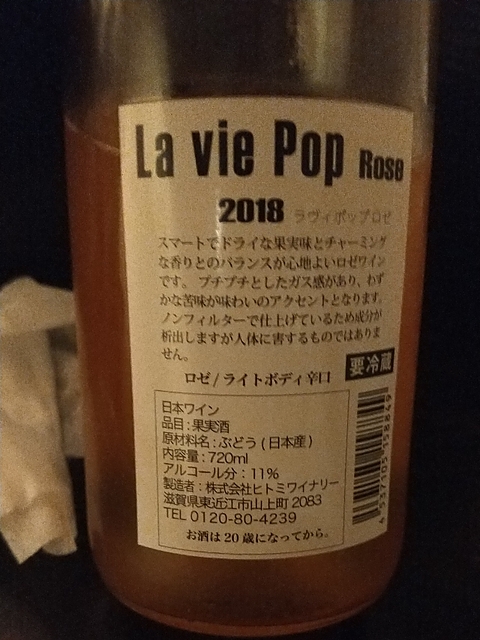 La vie Pop Rose
2018 ラヴィポップロゼ
スマートでドライな果実味とチャーミング
な香りとのバランスが心地よいロゼワイン
です。 プチプチとしたガス感があり、わず
かな苦味が味わいのアクセントとなります。
ノンフィルターで仕上げているため成分が
析出しますが人体に害するものではありま
せん。
要冷蔵
ロゼ/ライトボディ辛口
日本ワイン
品目:果実酒
原材料名:ぶどう(日本産)
内容量:720ml
アルコール分:11%
製造者:株式会社ヒトミワイナリー
滋賀県東近江市山上町2083
TEL 0120-80-4239
お酒は20歳になってから。